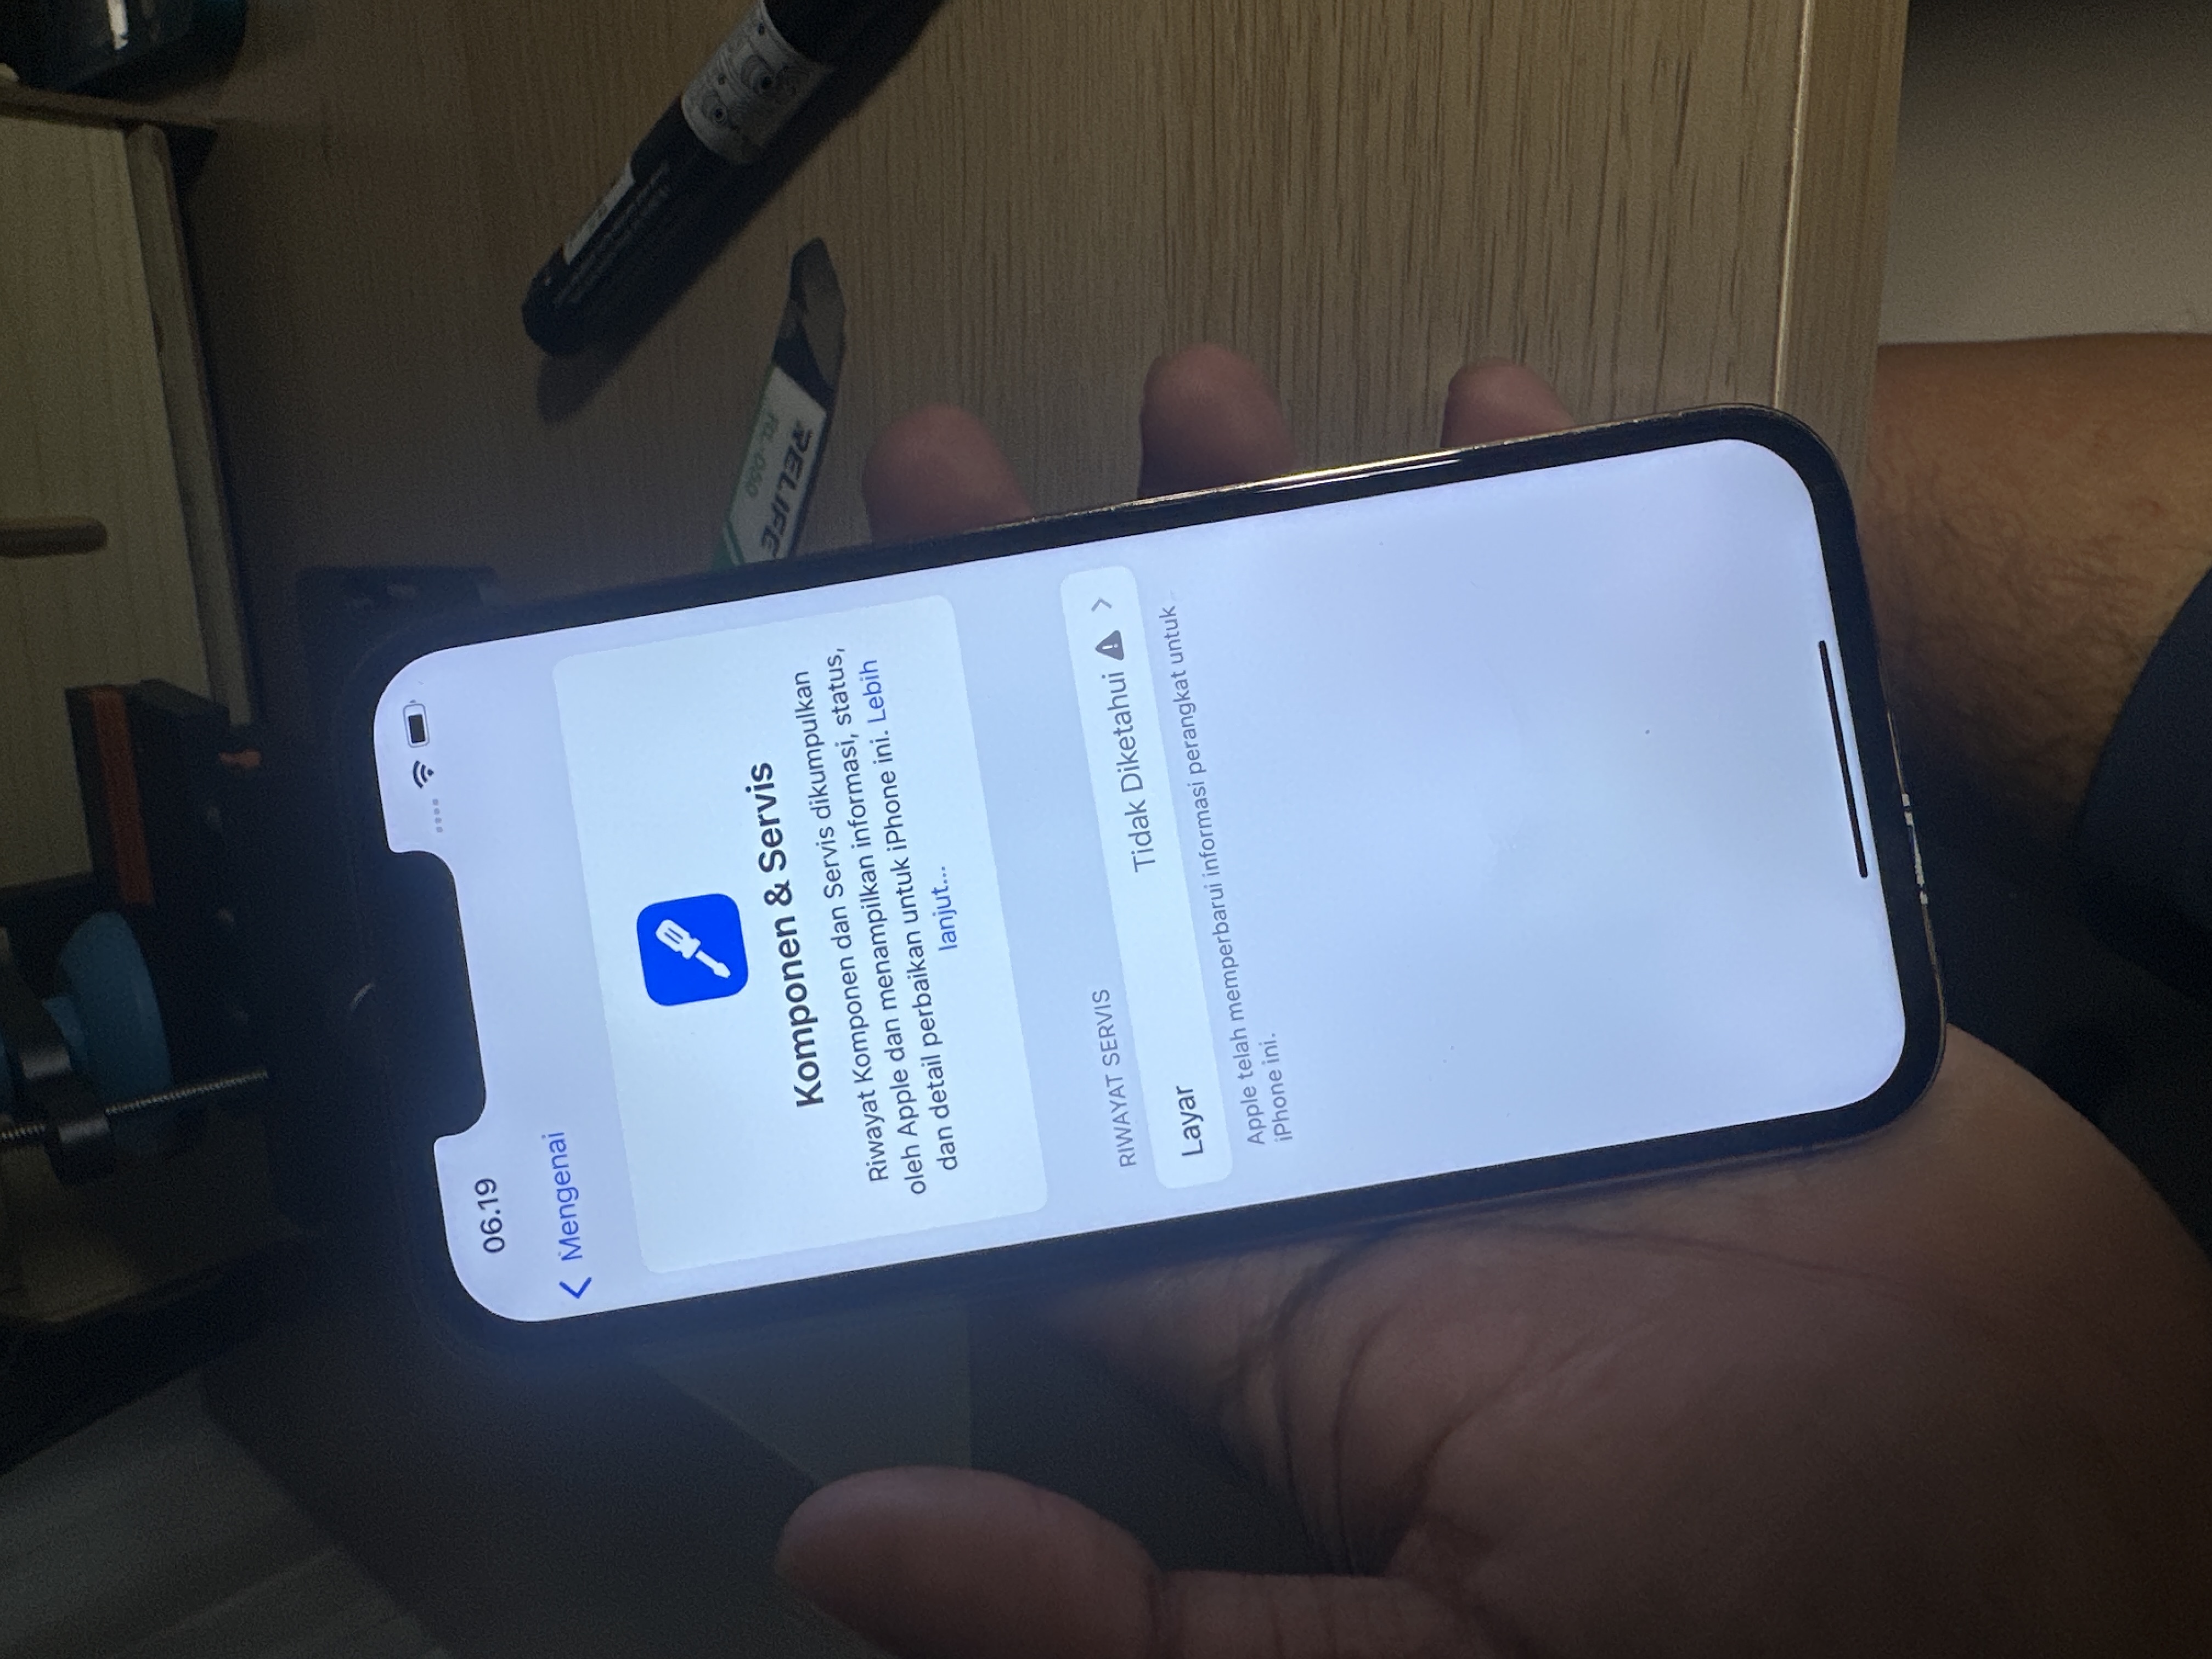 06.19
Mengenai
Komponen & Servis
Riwayat Komponen dan Servis dikumpulkan
oleh Apple dan menampilkan informasi, status,
dan detail perbaikan untuk iPhone ini. Lebih
lanjut...
RIWAYAT SERVIS
Layar Tidak Diketahui
Apple telah memperbarui informasi perangkat untuk
iPhone ini.
RELIFE
RL-050